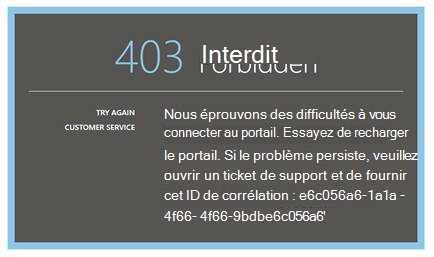 403 Interdit
Forbidden
TRY AGAIN
CUSTOMER SERVICE
Nous éprouvons des difficultés à vous
connecter au portail. Essayez de recharger
le portail. Si le problème persiste, veuillez
ouvrir un ticket de support et de fournir
cet ID de corrélation : e6c056a6-1a1a -
4f66- 4f66-9bdbe6c056a6'